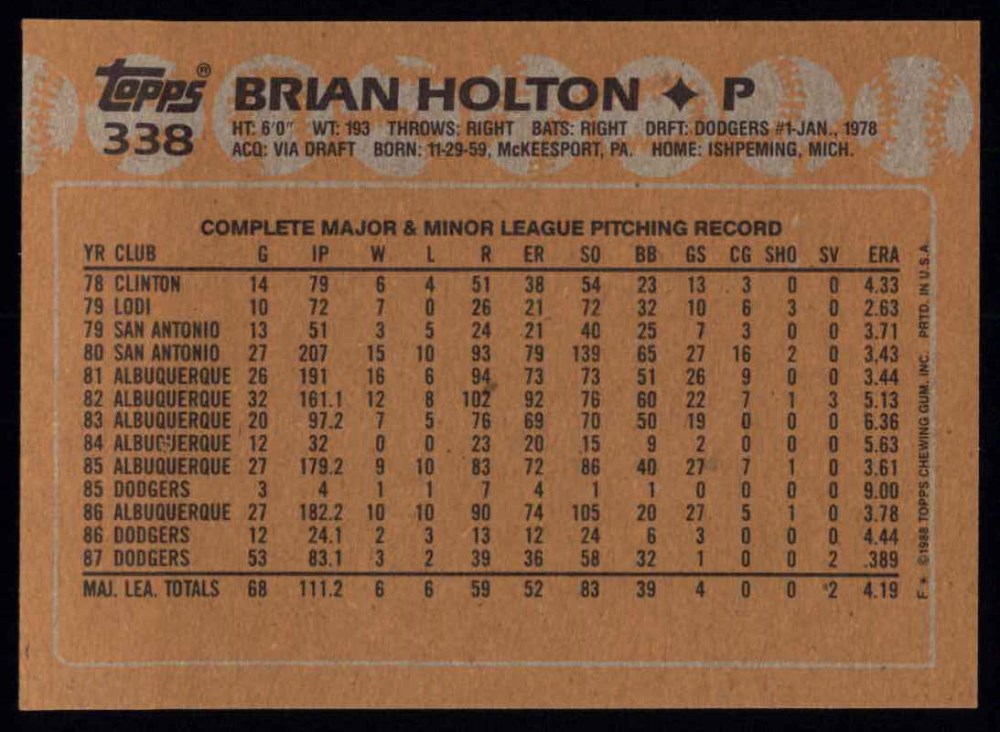 Topps® BRIAN HOLTON ✦ P
338
HT: 6'0" WT: 193 THROWS: RIGHT BATS: RIGHT DRFT: DODGERS #1-JAN., 1978
ACQ: VIA DRAFT BORN: 11-29-59, McKEESPORT, PA. HOME: ISHPEMING, MICH.
COMPLETE MAJOR & MINOR LEAGUE PITCHING RECORD
YR CLUB G IP W L R ER SO BB GS CG SHO SV ERA
78 CLINTON 14 79 6 4 51 38 54 23 13 3 0 0 4.33
79 LODI 10 72 7 0 26 21 72 32 10 6 3 0 2.63
79 SAN ANTONIO 13 51 3 5 24 21 40 25 7 3 0 0 3.71
80 SAN ANTONIO 27 207 15 10 93 79 139 65 27 16 2 0 3.43
81 ALBUQUERQUE 26 191 16 6 94 73 73 51 26 9 0 0 3.44
82 ALBUQUERQUE 32 161.1 12 8 102 92 76 60 22 7 1 3 5.13
83 ALBUQUERQUE 20 97.2 7 5 76 69 70 50 19 0 0 0 6.36
84 ALBUQUERQUE 12 32 0 0 23 20 15 9 2 0 0 0 5.63
85 ALBUQUERQUE 27 179.2 9 10 83 72 86 40 27 7 1 0 3.61
85 DODGERS 3 4 1 1 7 4 1 1 0 0 0 0 9.00
86 ALBUQUERQUE 27 182.2 10 10 90 74 105 20 27 5 1 0 3.78
86 DODGERS 12 24.1 2 3 13 12 24 6 3 0 0 0 4.44
87 DODGERS 53 83.1 3 2 39 36 58 32 1 0 0 2 .389
MAJ. LEA. TOTALS 68 111.2 6 6 59 52 83 39 4 0 0 2 4.19
F* ©1988 TOPPS CHEWING GUM, INC. PRTD. IN U.S.A.